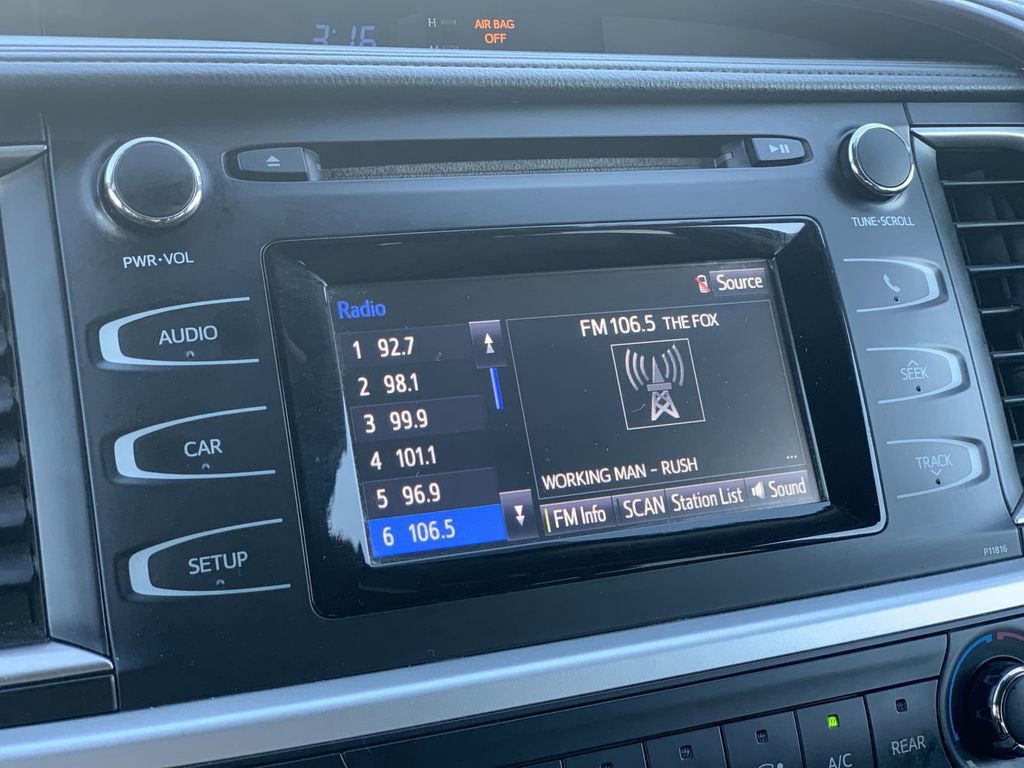 3:16
H
AIR BAG
OFF
PWR•VOL
TUNE•SCROLL
AUDIO
CAR
SETUP
SEEK
TRACK
P11816
Radio
Source
1 92.7
2 98.1
3 99.9
4 101.1
5 96.9
6 106.5
FM 106.5 THE FOX
WORKING MAN - RUSH
...
FM Info
SCAN
Station List
Sound
A/C
REAR